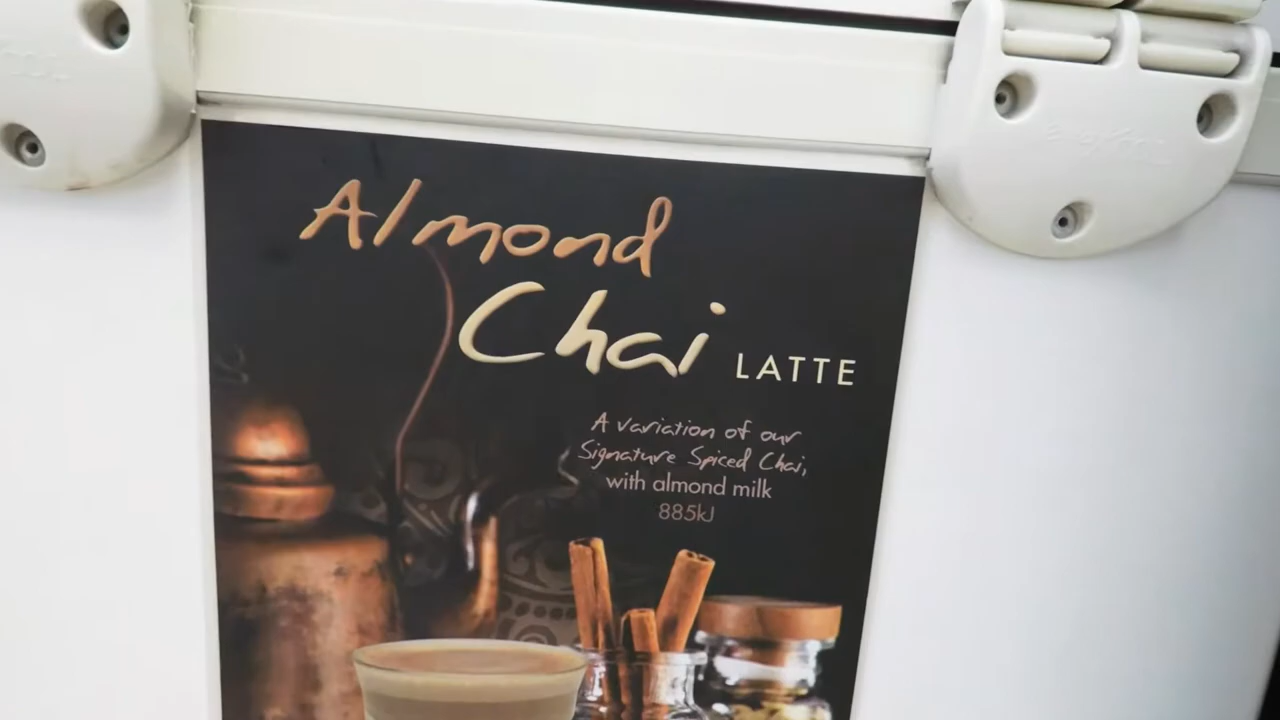 Almond
Chai LATTE
A variation of our
Signature Spiced Chai,
with almond milk
885kJ